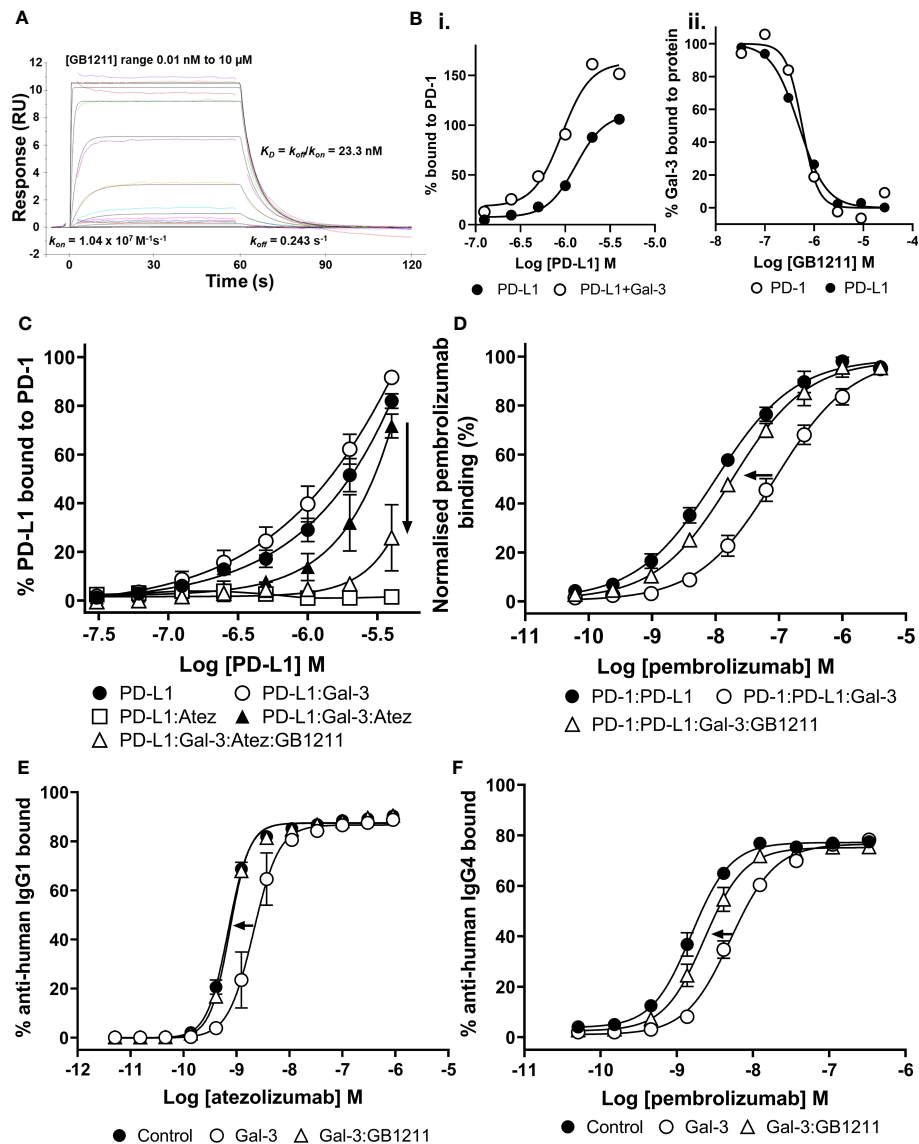 A
[GB1211] range 0.01 nM to 10 µM
Response (RU)
12
10
8
6
4
2
0
-2
K_D = k_off/k_on = 23.3 nM
k_on = 1.04 x 10^7 M^-1s^-1
k_off = 0.243 s^-1
0 30 60 90 120
Time (s)
B i.
% bound to PD-1
150
100
50
0
-7.0 -6.5 -6.0 -5.5 -5.0
Log [PD-L1] M
● PD-L1 ○ PD-L1+Gal-3
ii.
% Gal-3 bound to protein
100
80
60
40
20
0
-8 -7 -6 -5 -4
Log [GB1211] M
○ PD-1 ● PD-L1
C
% PD-L1 bound to PD-1
100
80
60
40
20
0
-7.5 -7.0 -6.5 -6.0 -5.5
Log [PD-L1] M
● PD-L1 ○ PD-L1:Gal-3
□ PD-L1:Atez ▲ PD-L1:Gal-3:Atez
△ PD-L1:Gal-3:Atez:GB1211
D
Normalised pembrolizumab
binding (%)
100
80
60
40
20
0
-11 -10 -9 -8 -7 -6 -5
Log [pembrolizumab] M
● PD-1:PD-L1 ○ PD-1:PD-L1:Gal-3
△ PD-1:PD-L1:Gal-3:GB1211
E
% anti-human IgG1 bound
100
80
60
40
20
0
-12 -11 -10 -9 -8 -7 -6 -5
Log [atezolizumab] M
● Control ○ Gal-3 △ Gal-3:GB1211
F
% anti-human IgG4 bound
100
80
60
40
20
0
-11 -10 -9 -8 -7 -6
Log [pembrolizumab] M
● Control ○ Gal-3 △ Gal-3:GB1211